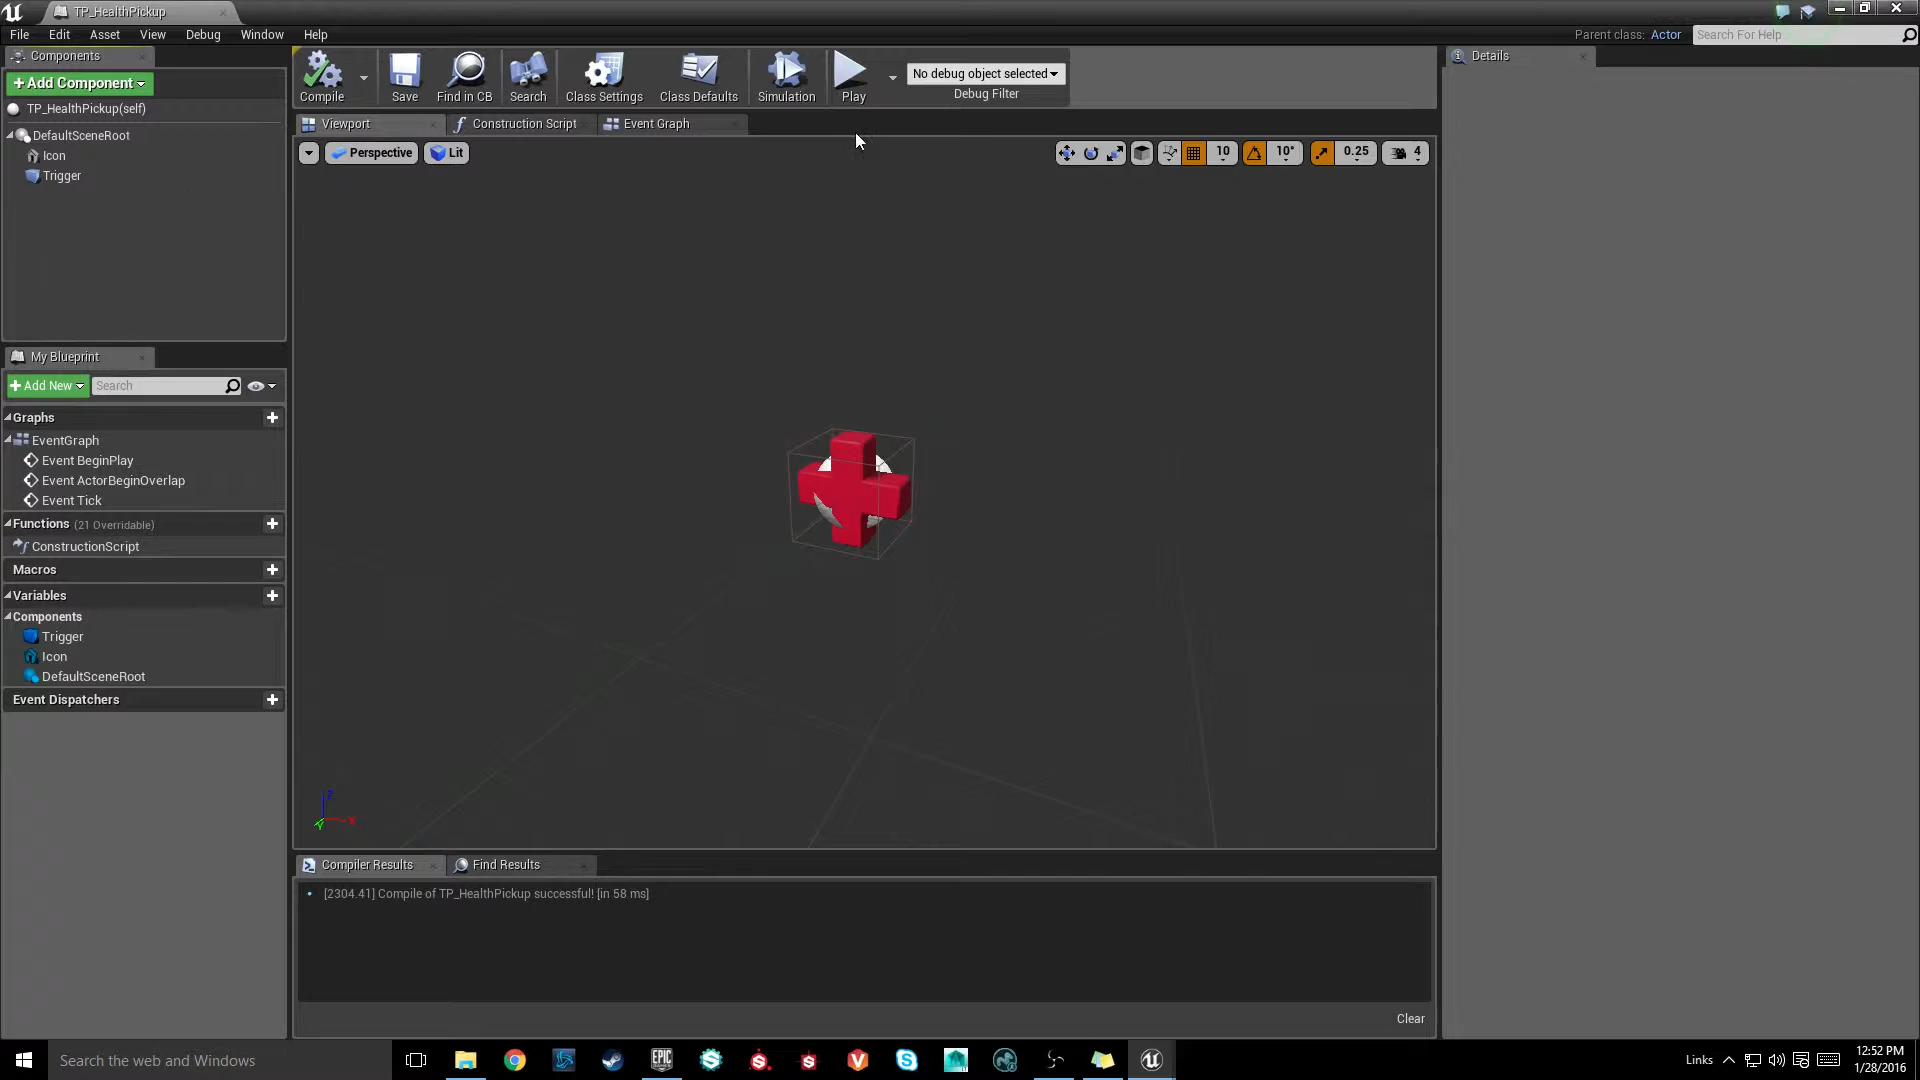 TP_HealthPickup
File Edit Asset View Debug Window Help
Parent class: Actor
Search For Help
Components
+ Add Component
TP_HealthPickup(self)
DefaultSceneRoot
Icon
Trigger
Compile
Save
Find in CB
Search
Class Settings
Class Defaults
Simulation
Play
No debug object selected
Debug Filter
Details
Viewport
Construction Script
Event Graph
Perspective
Lit
10
10°
0.25
4
My Blueprint
+ Add New
Search
Graphs
EventGraph
Event BeginPlay
Event ActorBeginOverlap
Event Tick
Functions (21 Overridable)
ConstructionScript
Macros
Variables
Components
Trigger
Icon
DefaultSceneRoot
Event Dispatchers
Z
X
Y
Compiler Results
Find Results
[2304.41] Compile of TP_HealthPickup successful! [in 58 ms]
Clear
Search the web and Windows
EPIC
Links
12:52 PM
1/28/2016